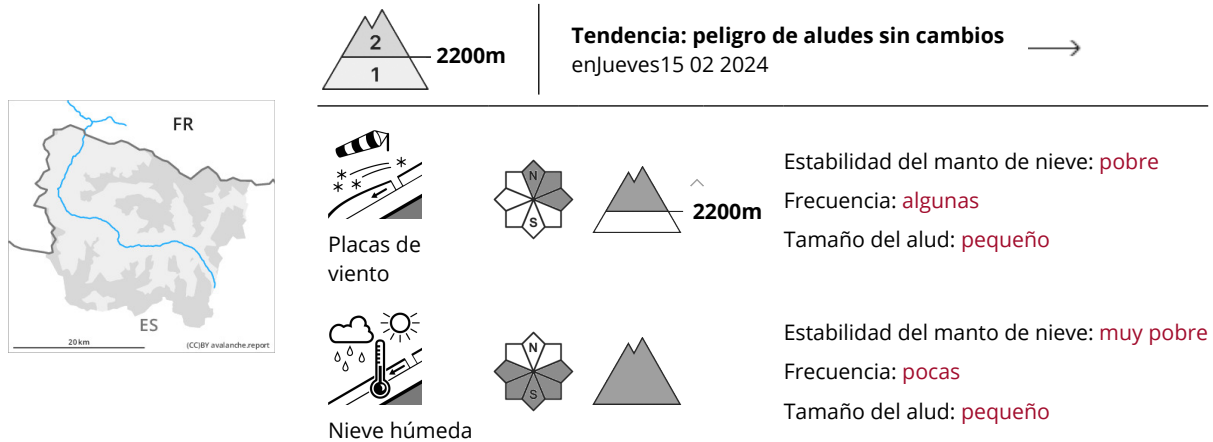 2
1
2200m
Tendencia: peligro de aludes sin cambios
enJueves15 02 2024
FR
ES
20 km
(CC)BY avalanche.report
N
S
2200m
Placas de
viento
Estabilidad del manto de nieve: pobre
Frecuencia: algunas
Tamaño del alud: pequeño
N
S
Nieve húmeda
Estabilidad del manto de nieve: muy pobre
Frecuencia: pocas
Tamaño del alud: pequeño